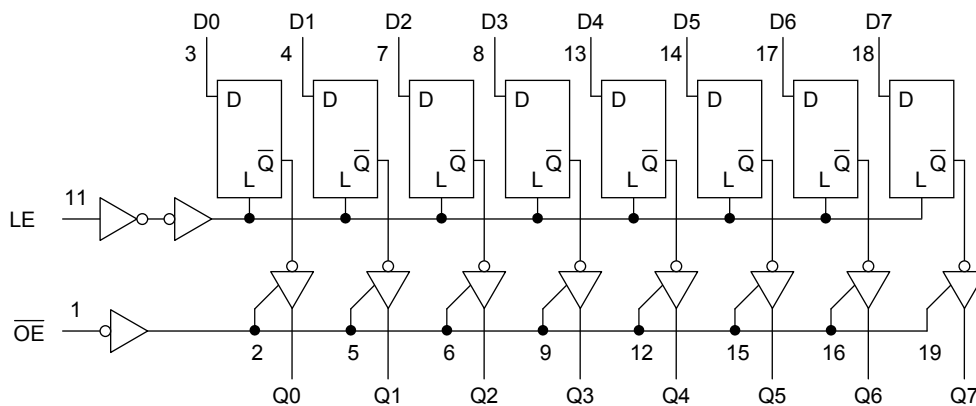 D0 D1 D2 D3 D4 D5 D6 D7
3 4 7 8 13 14 17 18
D D D D D D D D
Q̅ Q̅ Q̅ Q̅ Q̅ Q̅ Q̅ Q̅
L L L L L L L L
11
LE
1
O̅E̅
2 5 6 9 12 15 16 19
Q0 Q1 Q2 Q3 Q4 Q5 Q6 Q7